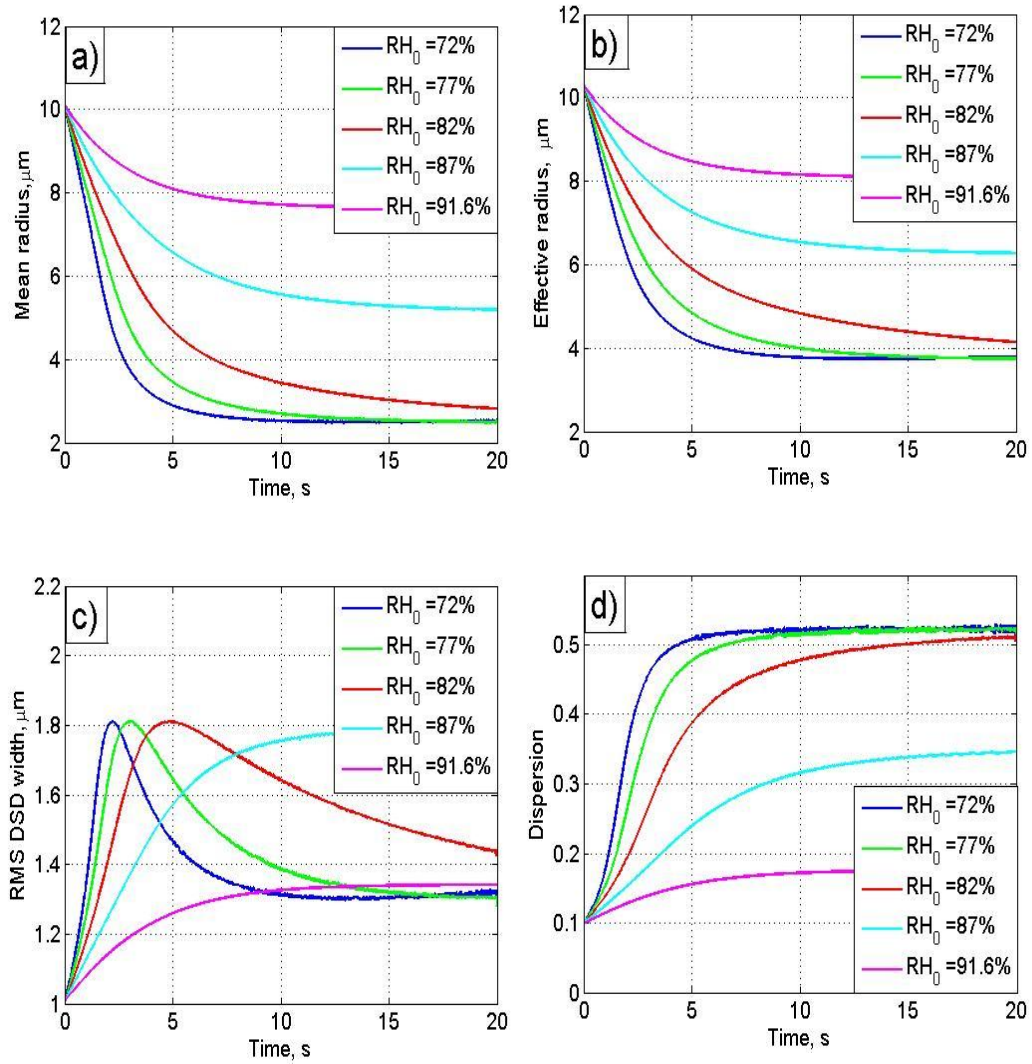 a)
12
10
8
6
4
2
0
5
10
15
20
Mean radius, μm
Time, s
RH0 =72%
RH0 =77%
RH0 =82%
RH0 =87%
RH0 =91.6%
b)
12
10
8
6
4
2
0
5
10
15
20
Effective radius, μm
Time, s
RH0 =72%
RH0 =77%
RH0 =82%
RH0 =87%
RH0 =91.6%
c)
2.2
2
1.8
1.6
1.4
1.2
1
0
5
10
15
20
RMS DSD width, μm
Time, s
RH0 =72%
RH0 =77%
RH0 =82%
RH0 =87%
RH0 =91.6%
d)
0.5
0.4
0.3
0.2
0.1
0
0
5
10
15
20
Dispersion
Time, s
RH0 =72%
RH0 =77%
RH0 =82%
RH0 =87%
RH0 =91.6%